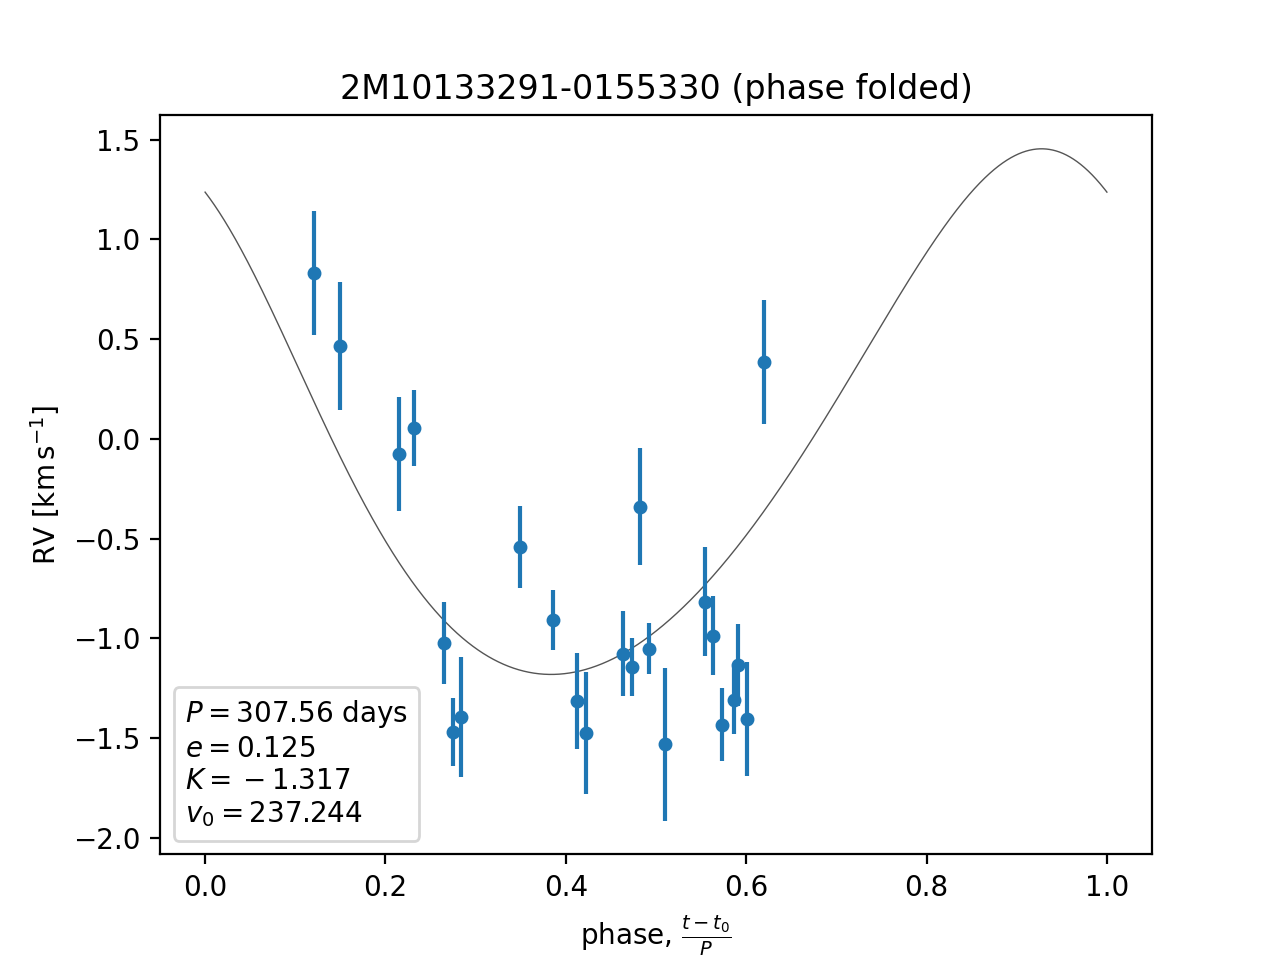 2M10133291-0155330 (phase folded)
1.5
1.0
0.5
0.0
−0.5
−1.0
−1.5
−2.0
RV [km s⁻¹]
P = 307.56 days
e = 0.125
K = −1.317
v₀ = 237.244
0.0 0.2 0.4 0.6 0.8 1.0
phase, (t − t₀)/P